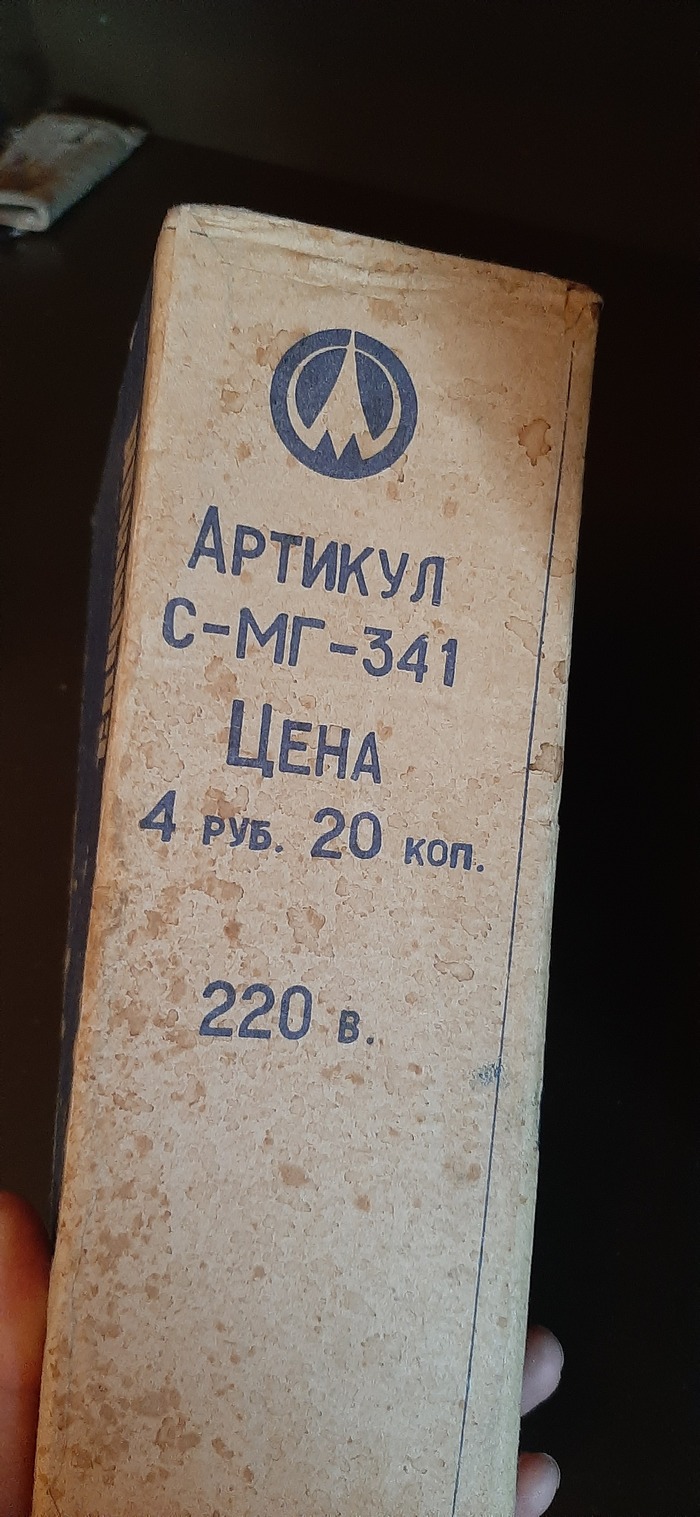 Артикул
С-МГ-341
Цена
4 руб. 20 коп.
220 в.